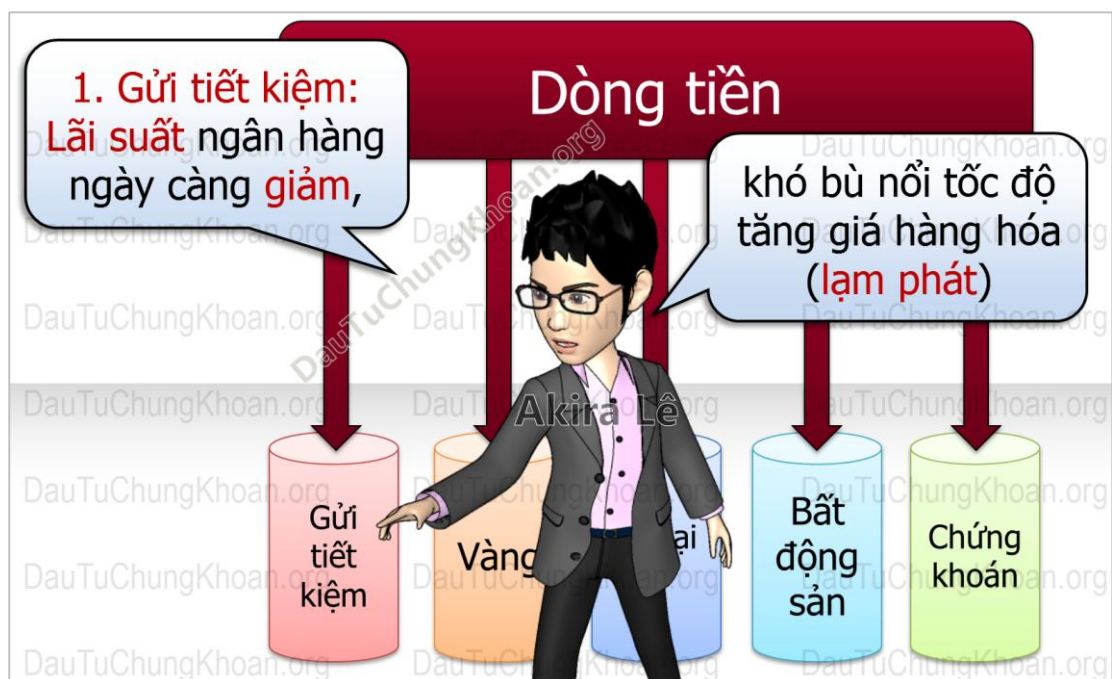 Dòng tiền
1. Gửi tiết kiệm:
Lãi suất ngân hàng
ngày càng giảm,
khó bù nổi tốc độ
tăng giá hàng hóa
(lạm phát)
Akira Lê
Gửi
tiết
kiệm
Vàng
Bất
động
sản
Chứng
khoán
DauTuChungKhoan.org